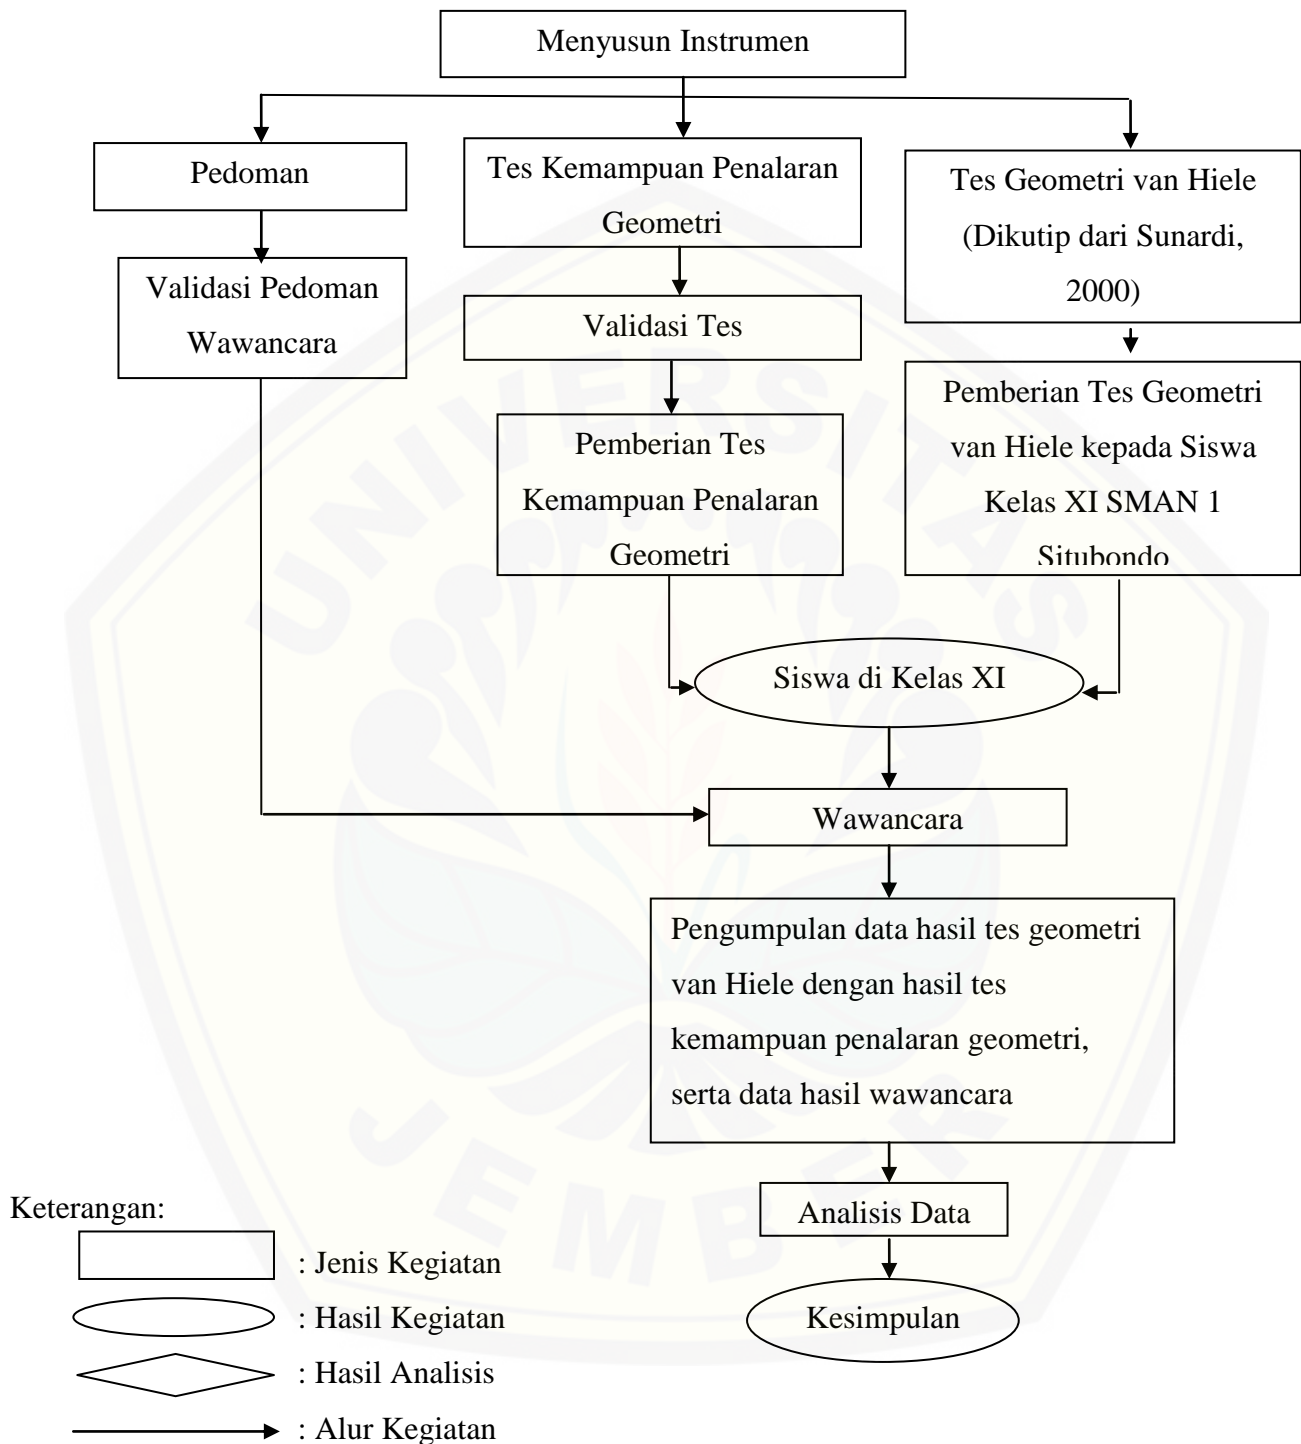 Menyusun Instrumen
Pedoman
Validasi Pedoman
Wawancara
Tes Kemampuan Penalaran
Geometri
Validasi Tes
Pemberian Tes
Kemampuan Penalaran
Geometri
Tes Geometri van Hiele
(Dikutip dari Sunardi,
2000)
Pemberian Tes Geometri
van Hiele kepada Siswa
Kelas XI SMAN 1
Situbondo
Siswa di Kelas XI
Wawancara
Pengumpulan data hasil tes geometri
van Hiele dengan hasil tes
kemampuan penalaran geometri,
serta data hasil wawancara
Analisis Data
Kesimpulan
Keterangan:
: Jenis Kegiatan
: Hasil Kegiatan
: Hasil Analisis
: Alur Kegiatan
UNIVERSITAS
JEMBER